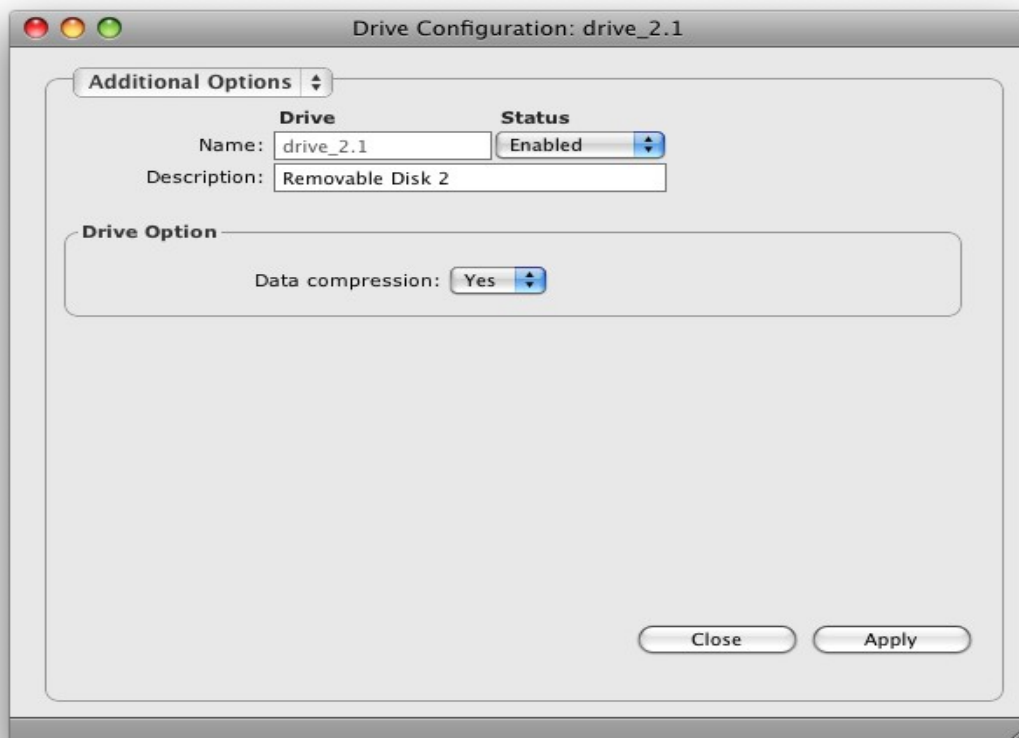 Drive Configuration: drive_2.1
Additional Options
Drive Status
Name: drive_2.1 Enabled
Description: Removable Disk 2
Drive Option
Data compression: Yes
Close Apply